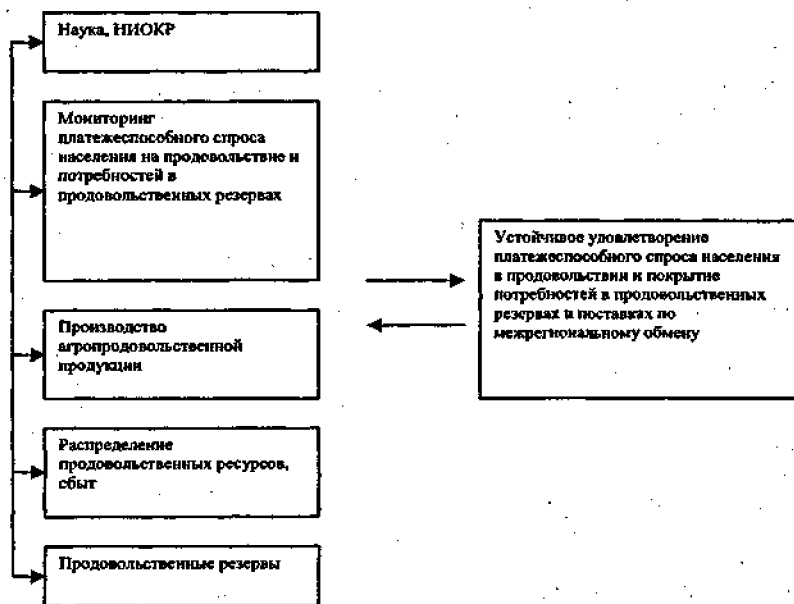 Наука, НИОКР
Мониторинг
платежеспособного спроса
населения на продовольствие и
потребностей в
продовольственных резервах
Устойчивое удовлетворение
платежеспособного спроса населения
в продовольствии и покрытие
потребностей в продовольственных
резервах и поставках по
межрегиональному обмену
Производство
агропродовольственной
продукции
Распределение
продовольственных ресурсов,
сбыт
Продовольственные резервы